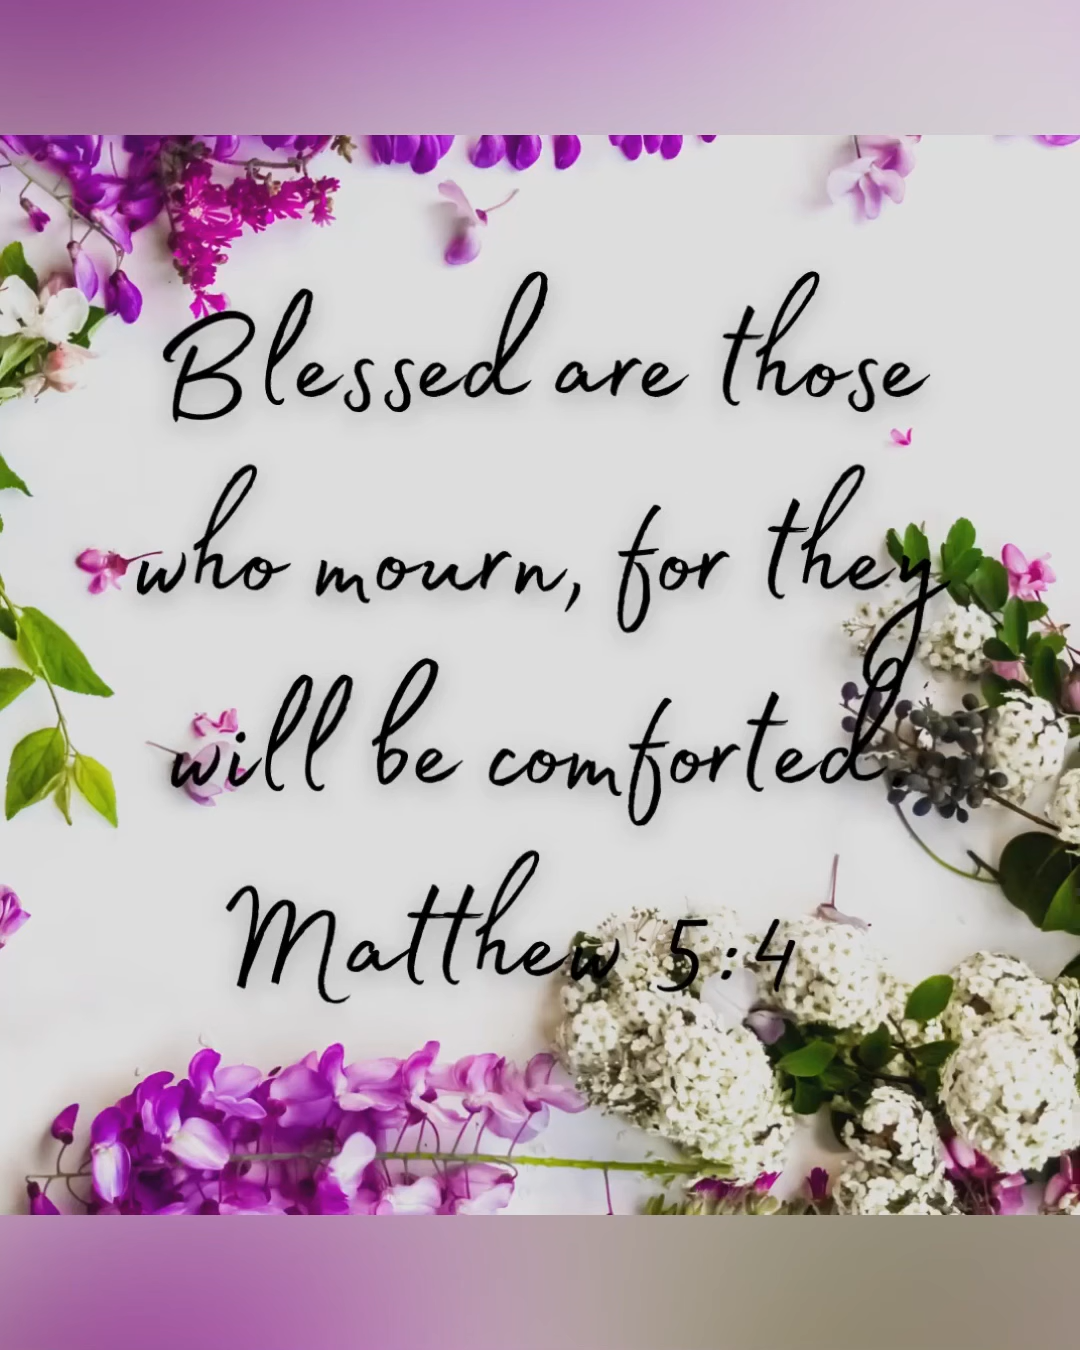 Blessed are those
who mourn, for they
will be comforted.
Matthew 5:4